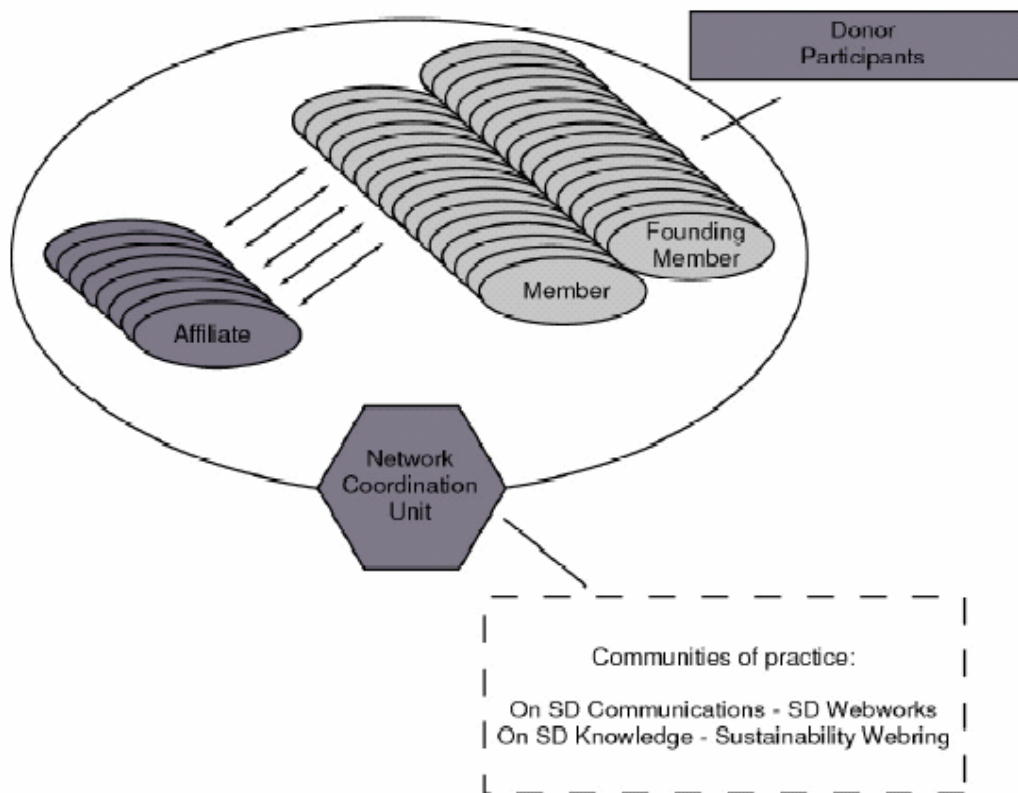 Donor
Participants
Founding
Member
Member
Affiliate
Network
Coordination
Unit
Communities of practice:
On SD Communications - SD Webworks
On SD Knowledge - Sustainability Webring